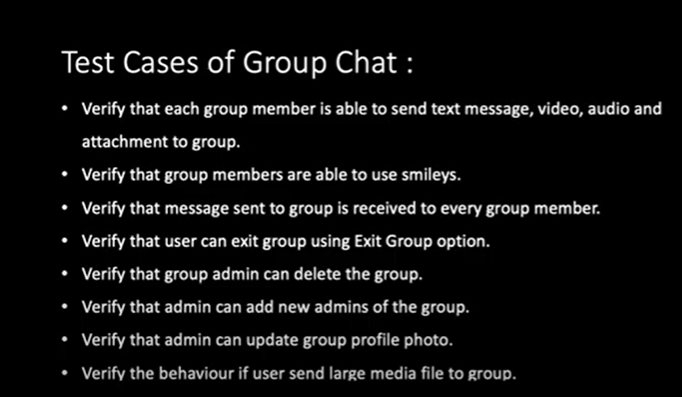 Test Cases of Group Chat :
• Verify that each group member is able to send text message, video, audio and
attachment to group.
• Verify that group members are able to use smileys.
• Verify that message sent to group is received to every group member.
• Verify that user can exit group using Exit Group option.
• Verify that group admin can delete the group.
• Verify that admin can add new admins of the group.
• Verify that admin can update group profile photo.
• Verify the behaviour if user send large media file to group.